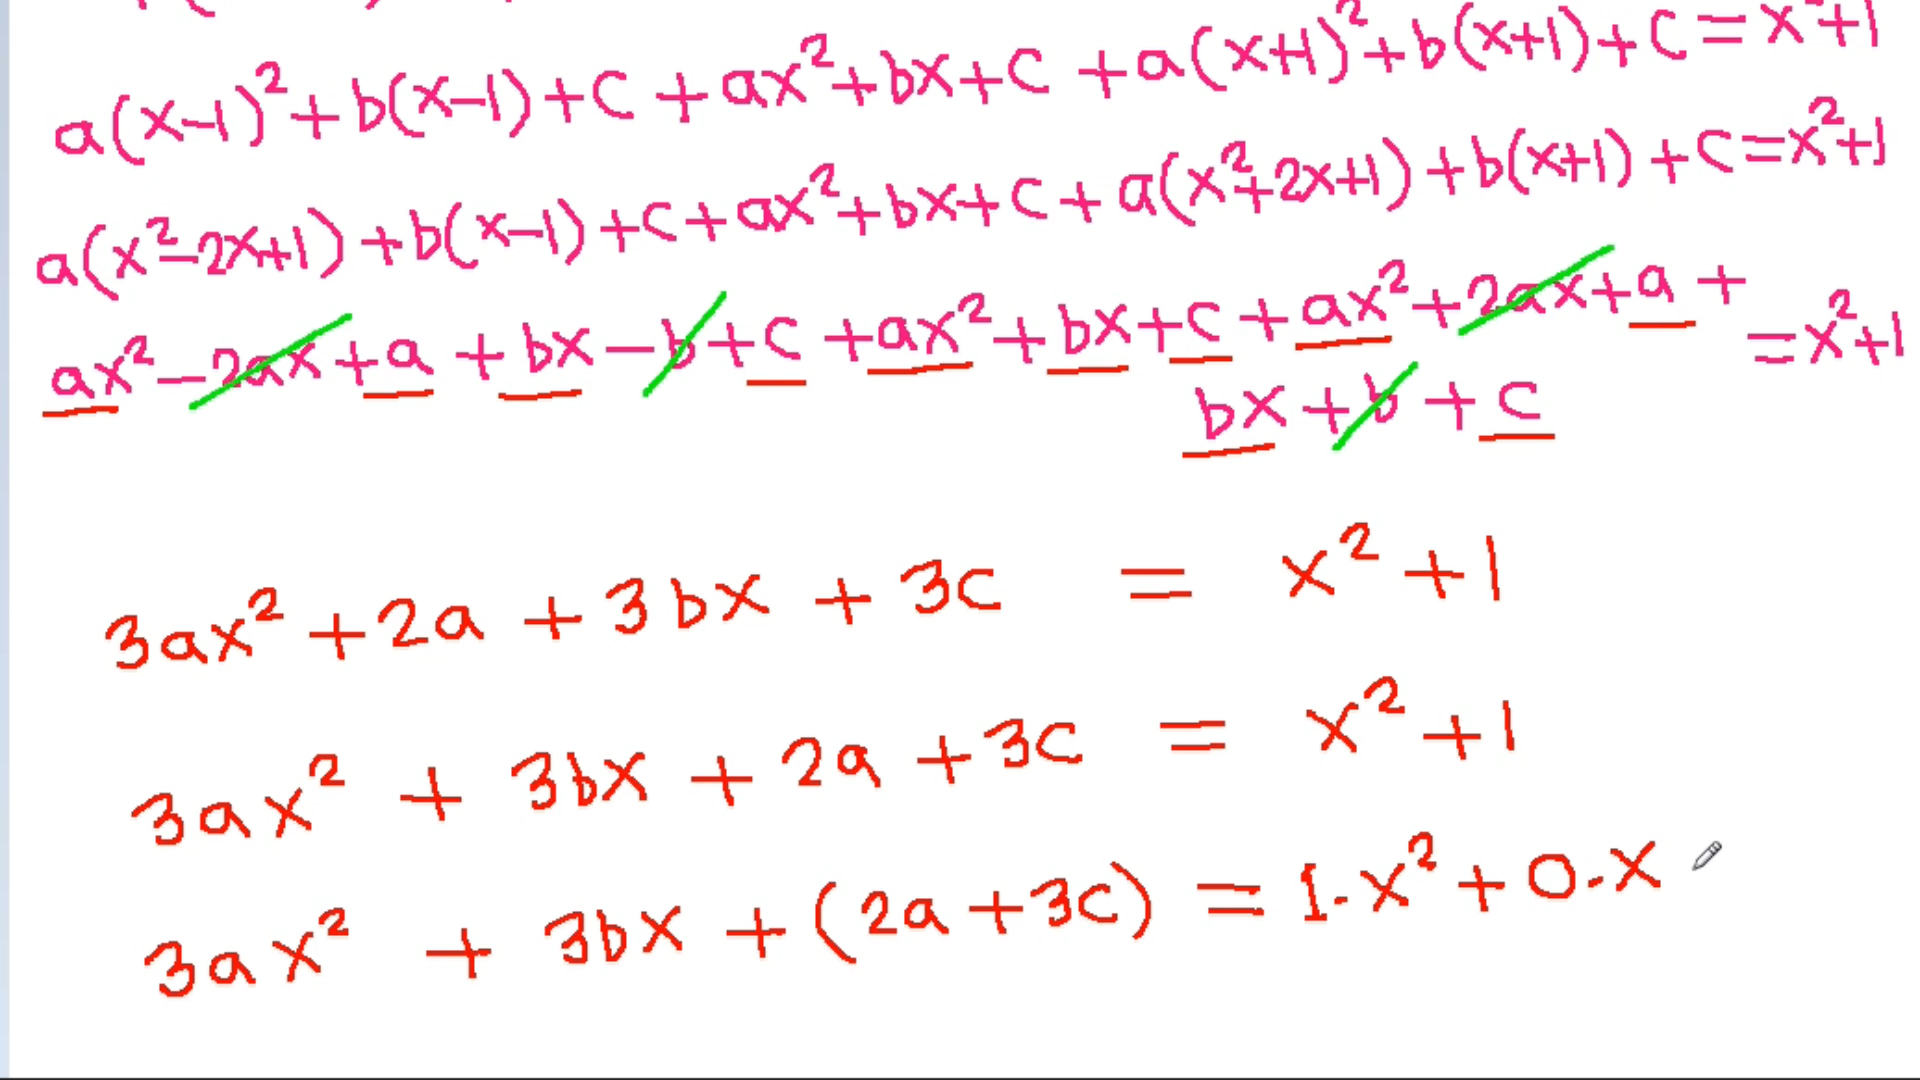 a(x-1)²+b(x-1)+c+ax²+bx+c+a(x+1)²+b(x+1)+c=x²+1
a(x²-2x+1)+b(x-1)+c+ax²+bx+c+a(x²+2x+1)+b(x+1)+c=x²+1
ax²-2ax+a+bx-b+c+ax²+bx+c+ax²+2ax+a+
=x²+1
bx+b+c
3ax²+2a+3bx+3c = x²+1
3ax²+3bx+2a+3c = x²+1
3ax²+3bx+(2a+3c)=1·x²+0·x